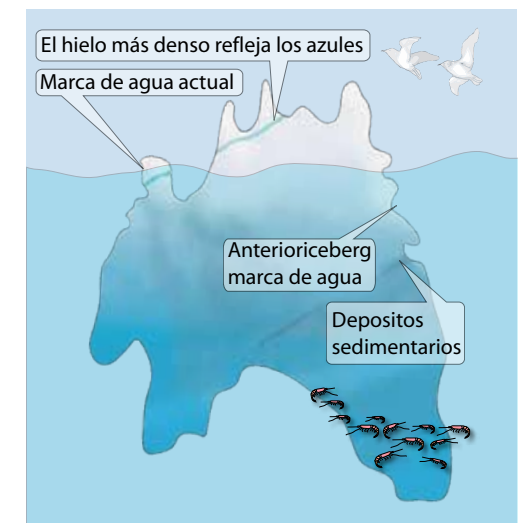 El hielo más denso refleja los azules
Marca de agua actual
Anterioriceberg
marca de agua
Depositos
sedimentarios